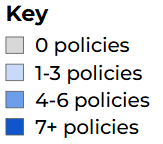 Key
0 policies
1-3 policies
4-6 policies
7+ policies